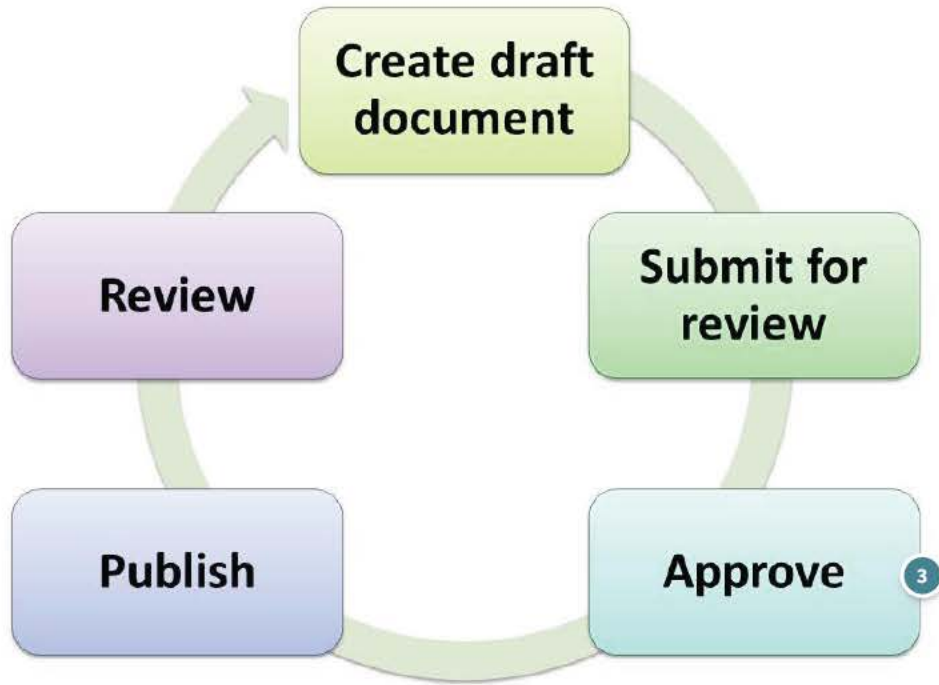 Create draft
document
Submit for
review
Approve
3
Publish
Review